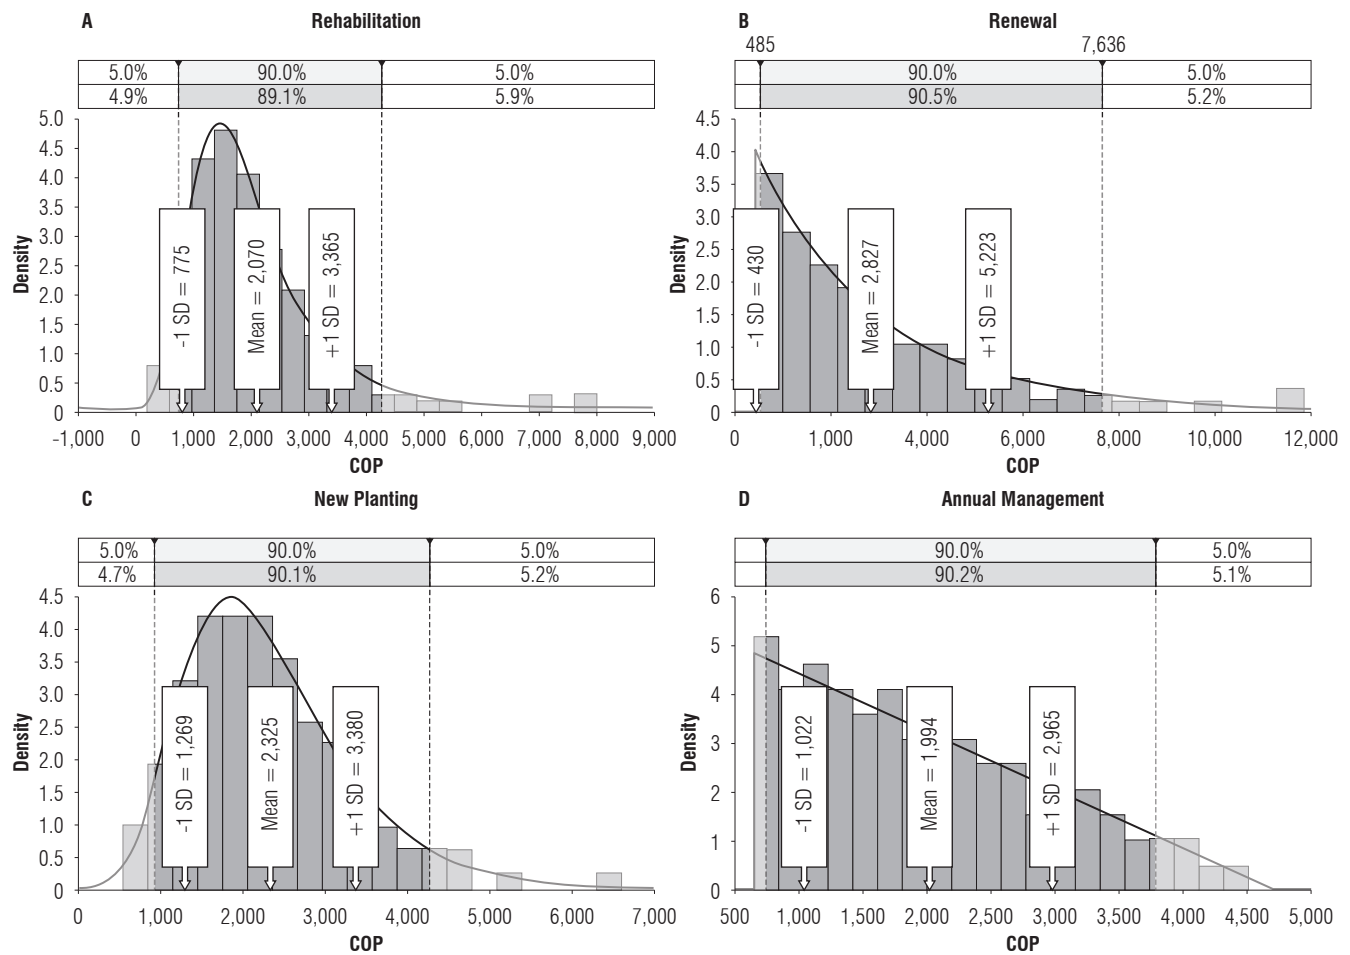 A Rehabilitation
5.0% 90.0% 5.0%
4.9% 89.1% 5.9%
Density
5.0
4.5
4.0
3.5
3.0
2.5
2.0
1.5
1.0
0.5
0
-1 SD = 775
Mean = 2,070
+1 SD = 3,365
-1,000 0 1,000 2,000 3,000 4,000 5,000 6,000 7,000 8,000 9,000
COP
B Renewal
485 7,636
90.0% 5.0%
90.5% 5.2%
Density
4.5
4.0
3.5
3.0
2.5
2.0
1.5
1.0
0.5
0
-1 SD = 430
Mean = 2,827
+1 SD = 5,223
0 1,000 4,000 6,000 8,000 10,000 12,000
COP
C New Planting
5.0% 90.0% 5.0%
4.7% 90.1% 5.2%
Density
4.5
4.0
3.5
3.0
2.5
2.0
1.5
1.0
0.5
0
-1 SD = 1,269
Mean = 2,325
+1 SD = 3,380
0 1,000 2,000 3,000 4,000 5,000 6,000 7,000
COP
D Annual Management
90.0% 5.0%
90.2% 5.1%
Density
6
5
4
3
2
1
0
-1 SD = 1,022
Mean = 1,994
+1 SD = 2,965
500 1,000 1,500 2,000 2,500 3,000 3,500 4,000 4,500 5,000
COP